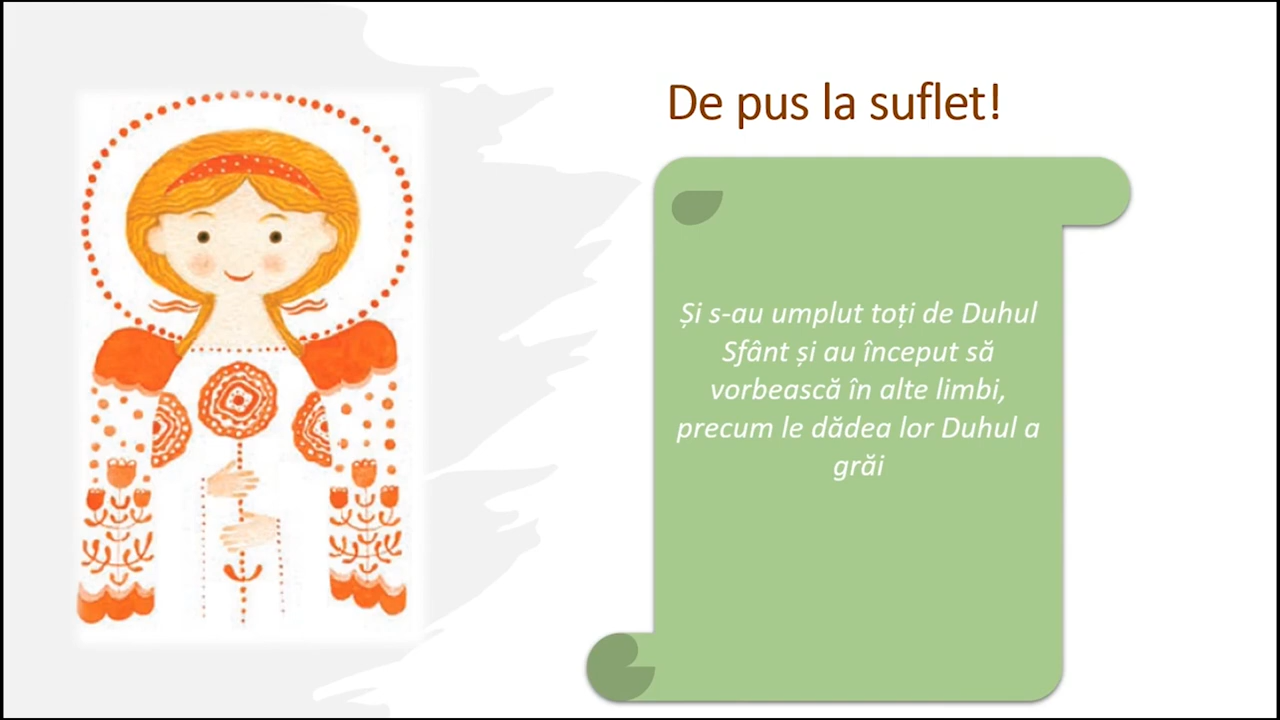 De pus la suflet!
Și s-au umplut toți de Duhul
Sfânt și au început să
vorbească în alte limbi,
precum le dădea lor Duhul a
grăi